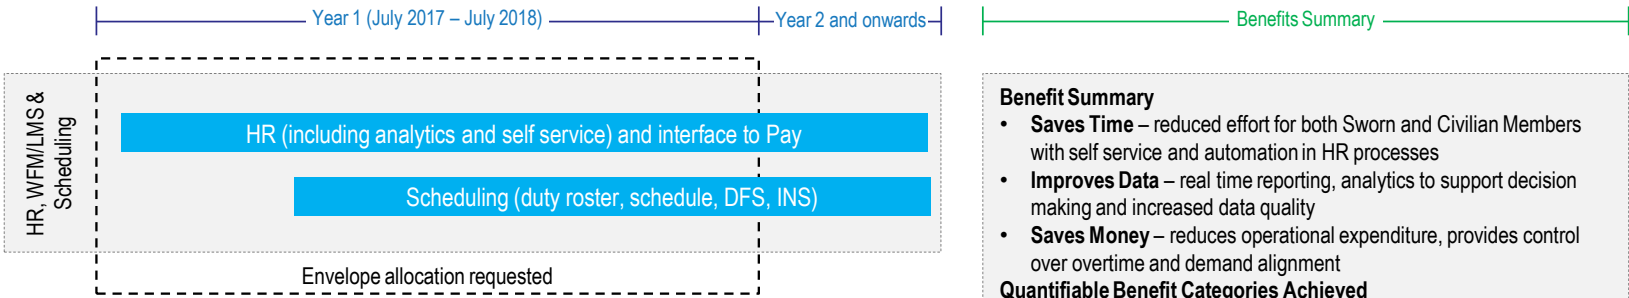 Year 1 (July 2017 – July 2018)
Year 2 and onwards
Benefits Summary
HR, WFM/LMS &
Scheduling
HR (including analytics and self service) and interface to Pay
Scheduling (duty roster, schedule, DFS, INS)
Envelope allocation requested
Benefit Summary
• Saves Time – reduced effort for both Sworn and Civilian Members
with self service and automation in HR processes
• Improves Data – real time reporting, analytics to support decision
making and increased data quality
• Saves Money – reduces operational expenditure, provides control
over overtime and demand alignment
Quantifiable Benefit Categories Achieved